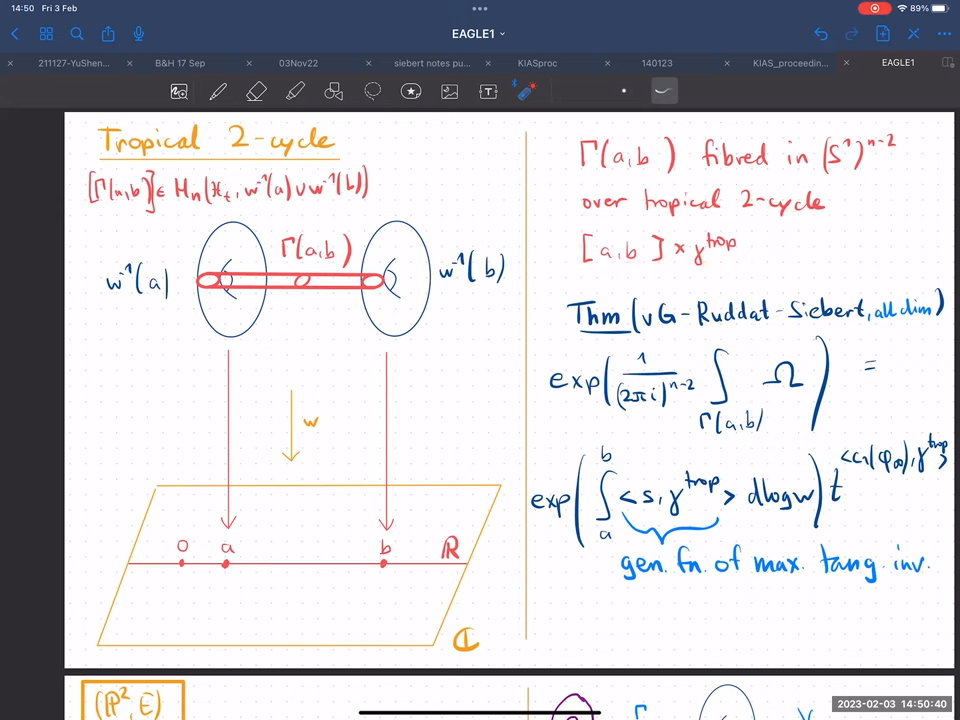 14:50 Fri 3 Feb
89%
EAGLE1
211127-YuShen...
B&H 17 Sep
03Nov22
siebert notes pu...
KIASproc
140123
KIAS_proceedin...
EAGLE1
Tropical 2-cycle
[Γ(a,b)] ∈ Hn(𝔛t, w⁻¹(a) ∪ w⁻¹(b))
Γ(a,b)
w⁻¹(a)
w⁻¹(b)
w
0 a b ℝ
ℂ
Γ(a,b) fibred in (S¹)ⁿ⁻²
over tropical 2-cycle
[a,b] × γ^trop
Thm (vG-Ruddat-Siebert, all dim)
exp( 1/(2πi)ⁿ⁻² ∫_Γ(a,b) Ω ) =
exp( ∫_a^b <s, γ^trop> dlog w ) t^<c₁(φ∞), γ^trop>
gen. fn. of max. tang. inv.
(ℙ², E)
Γ
2023-02-03 14:50:40